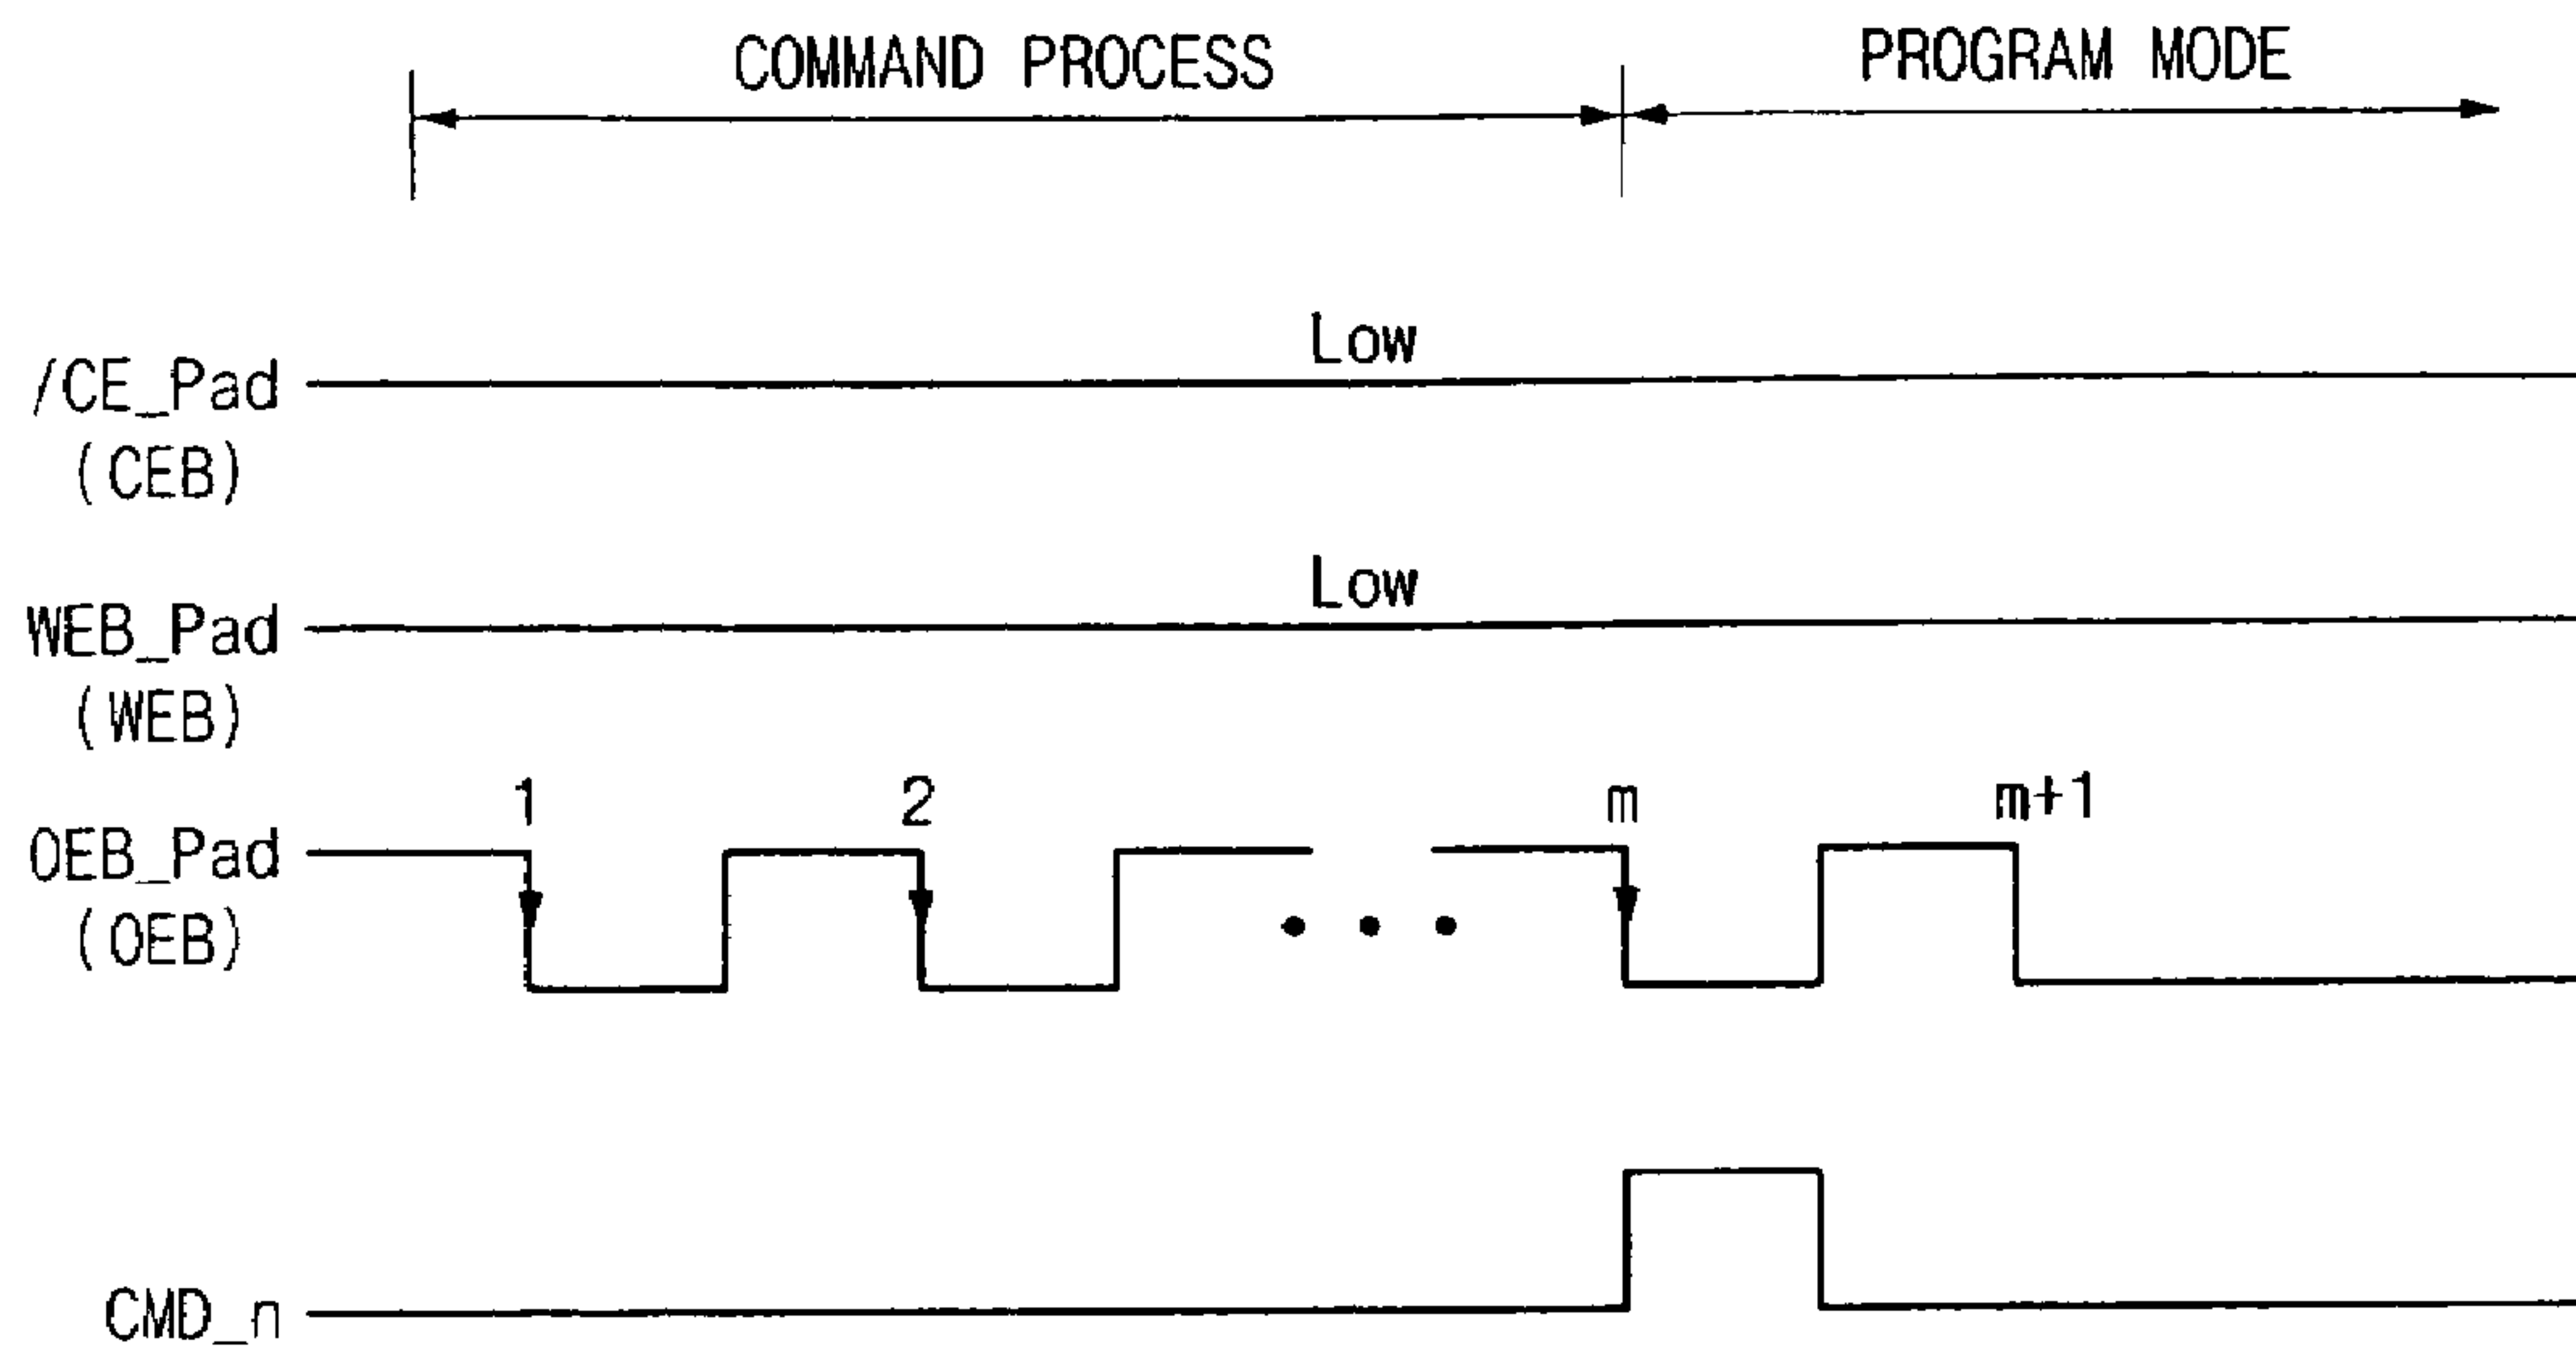 COMMAND PROCESS
PROGRAM MODE
Low
/CE_Pad
(CEB)
Low
WEB_Pad
(WEB)
1
2
m
m+1
OEB_Pad
(OEB)
CMD_n